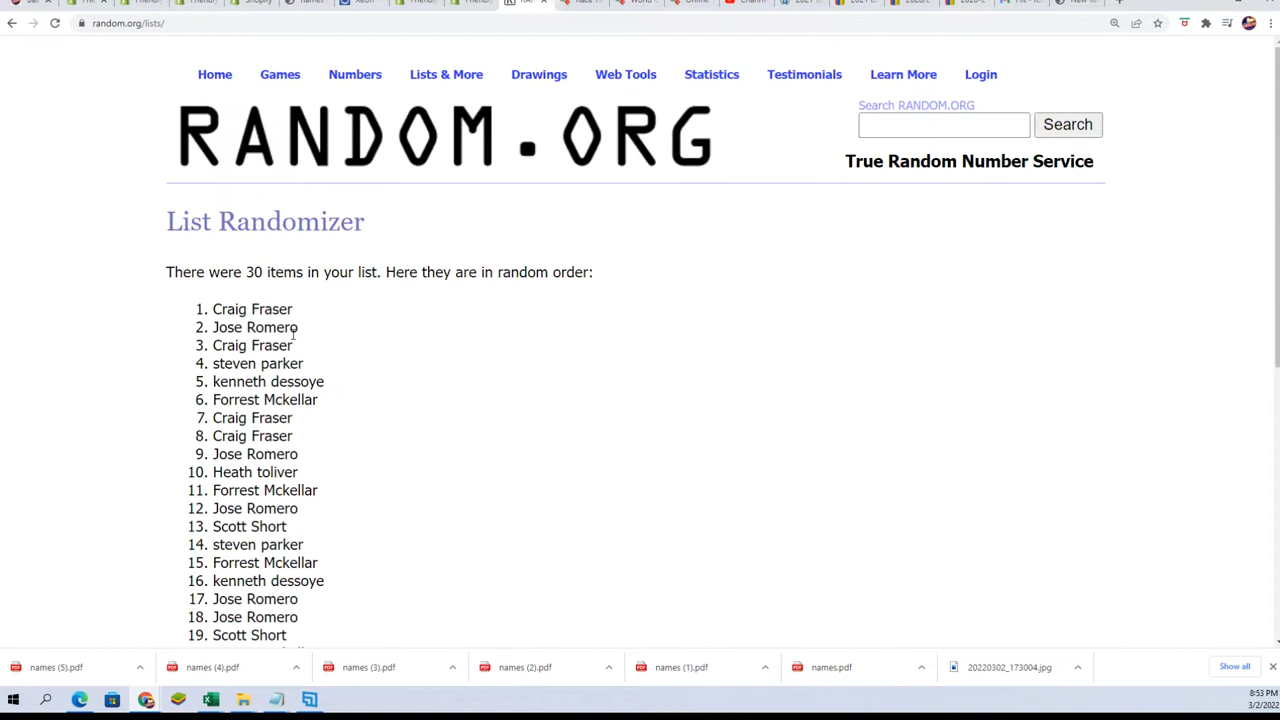 random.org/lists/
Home Games Numbers Lists & More Drawings Web Tools Statistics Testimonials Learn More Login
RANDOM.ORG
Search RANDOM.ORG
Search
True Random Number Service
List Randomizer
There were 30 items in your list. Here they are in random order:
1. Craig Fraser
2. Jose Romero
3. Craig Fraser
4. steven parker
5. kenneth dessoye
6. Forrest Mckellar
7. Craig Fraser
8. Craig Fraser
9. Jose Romero
10. Heath toliver
11. Forrest Mckellar
12. Jose Romero
13. Scott Short
14. steven parker
15. Forrest Mckellar
16. kenneth dessoye
17. Jose Romero
18. Jose Romero
19. Scott Short
names (5).pdf names (4).pdf names (3).pdf names (2).pdf names (1).pdf names.pdf 20220302_173004.jpg Show all
8:53 PM
3/2/2022